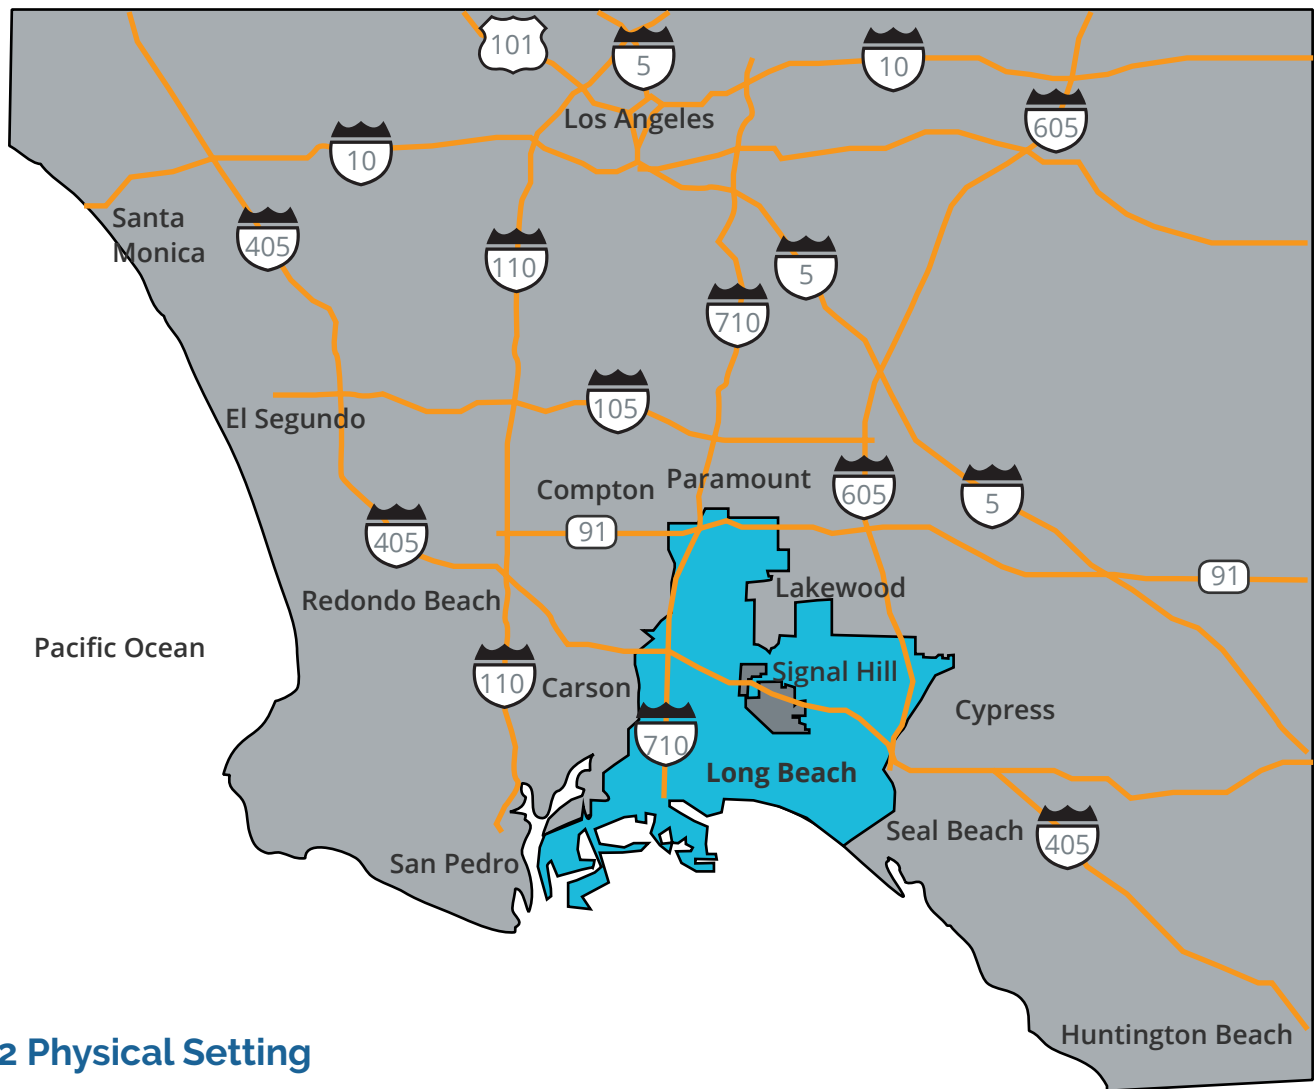 101
5
10
605
Los Angeles
10
Santa
Monica
405
110
5
710
El Segundo
105
Compton
Paramount
605
5
405
91
91
Lakewood
Redondo Beach
Pacific Ocean
110
Carson
Signal Hill
Cypress
710
Long Beach
Seal Beach
405
San Pedro
Huntington Beach
2 Physical Setting